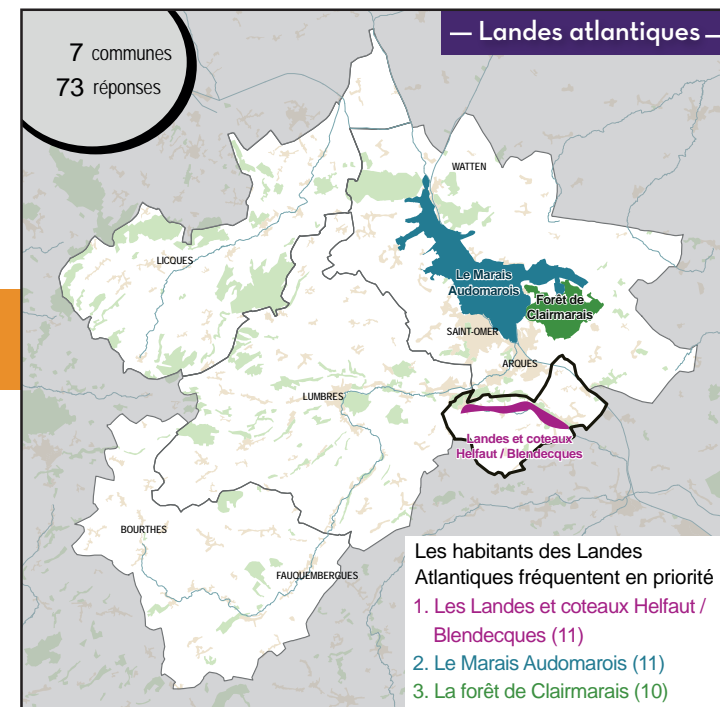 — Landes atlantiques —
7 communes
73 réponses
WATTEN
LICQUES
Le Marais
Audomarois
Forêt de
Clairmarais
SAINT-OMER
ARQUES
LUMBRES
Landes et coteaux
Helfaut / Blendecques
BOURTHES
FAUQUEMBERGUES
Les habitants des Landes
Atlantiques fréquentent en priorité
1. Les Landes et coteaux Helfaut /
Blendecques (11)
2. Le Marais Audomarois (11)
3. La forêt de Clairmarais (10)